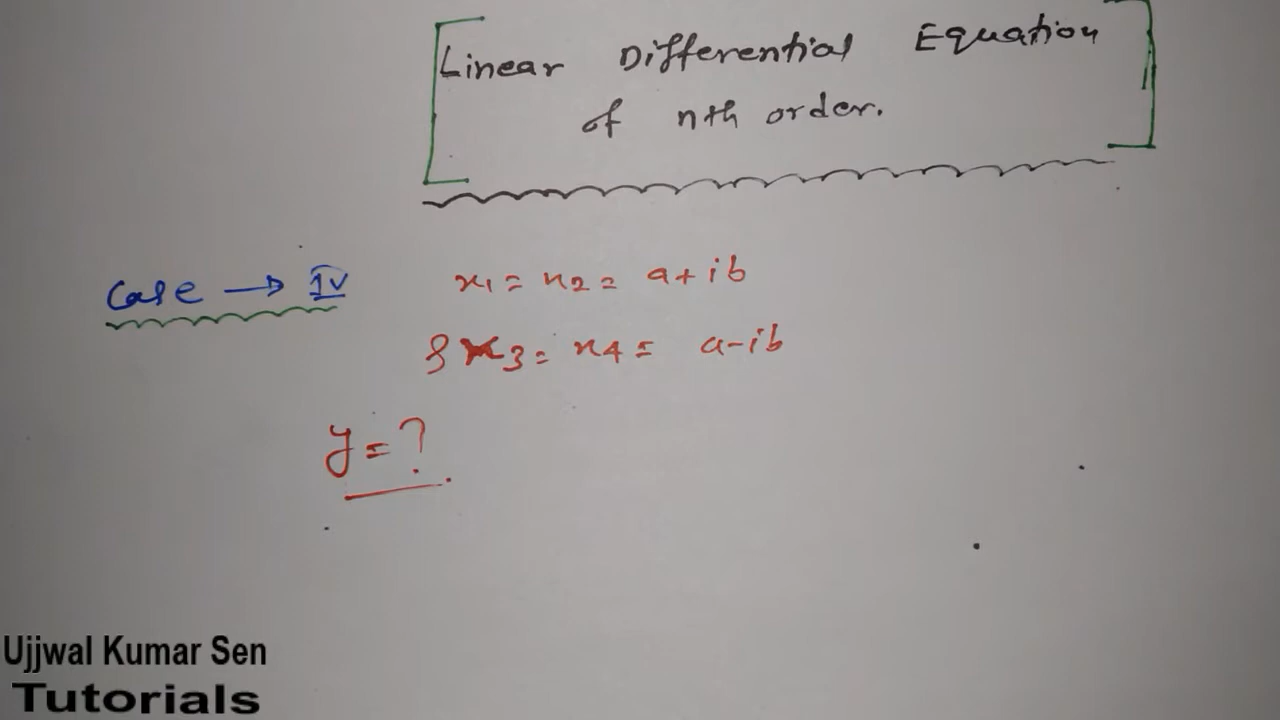 Linear Differential Equation
of nth order.
Case → IV
x1 = x2 = a+ib
& x3 = x4 = a-ib
y = ?
Ujjwal Kumar Sen
Tutorials